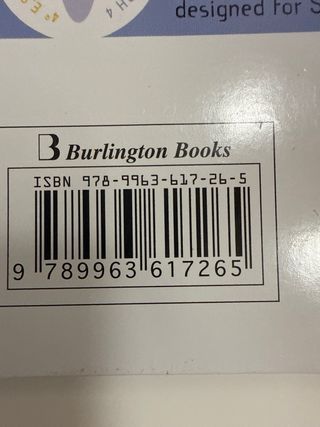 designed for S
Burlington Books
ISBN 978-9963-617-26-5
9 789963 617265